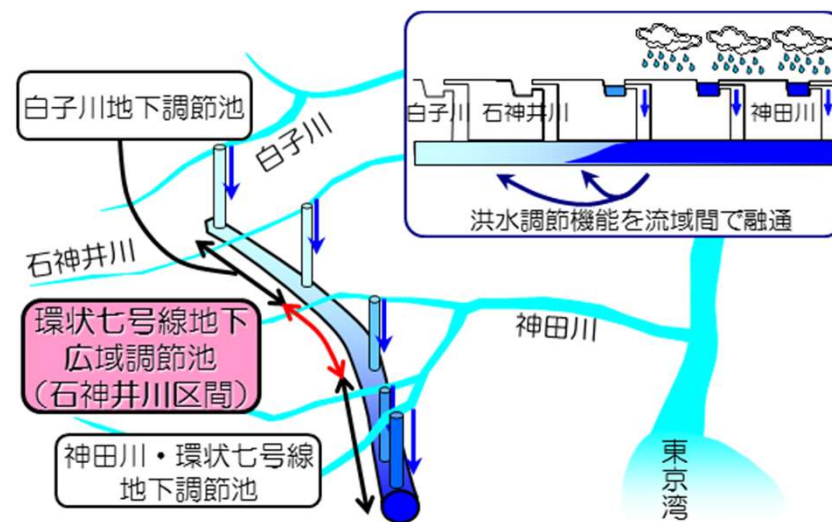 白子川地下調節池
白子川
石神井川
環状七号線地下
広域調節池
（石神井川区間）
神田川・環状七号線
地下調節池
白子川
石神井川
神田川
洪水調節機能を流域間で融通
神田川
東京湾